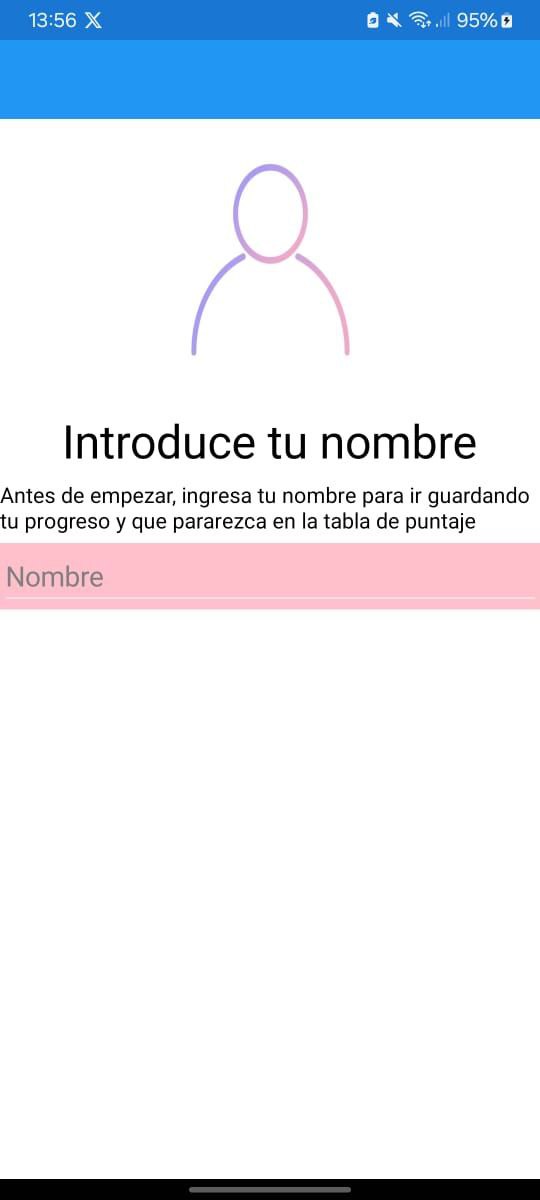 13:56 X 95%
Introduce tu nombre
Antes de empezar, ingresa tu nombre para ir guardando
tu progreso y que pararezca en la tabla de puntaje
Nombre